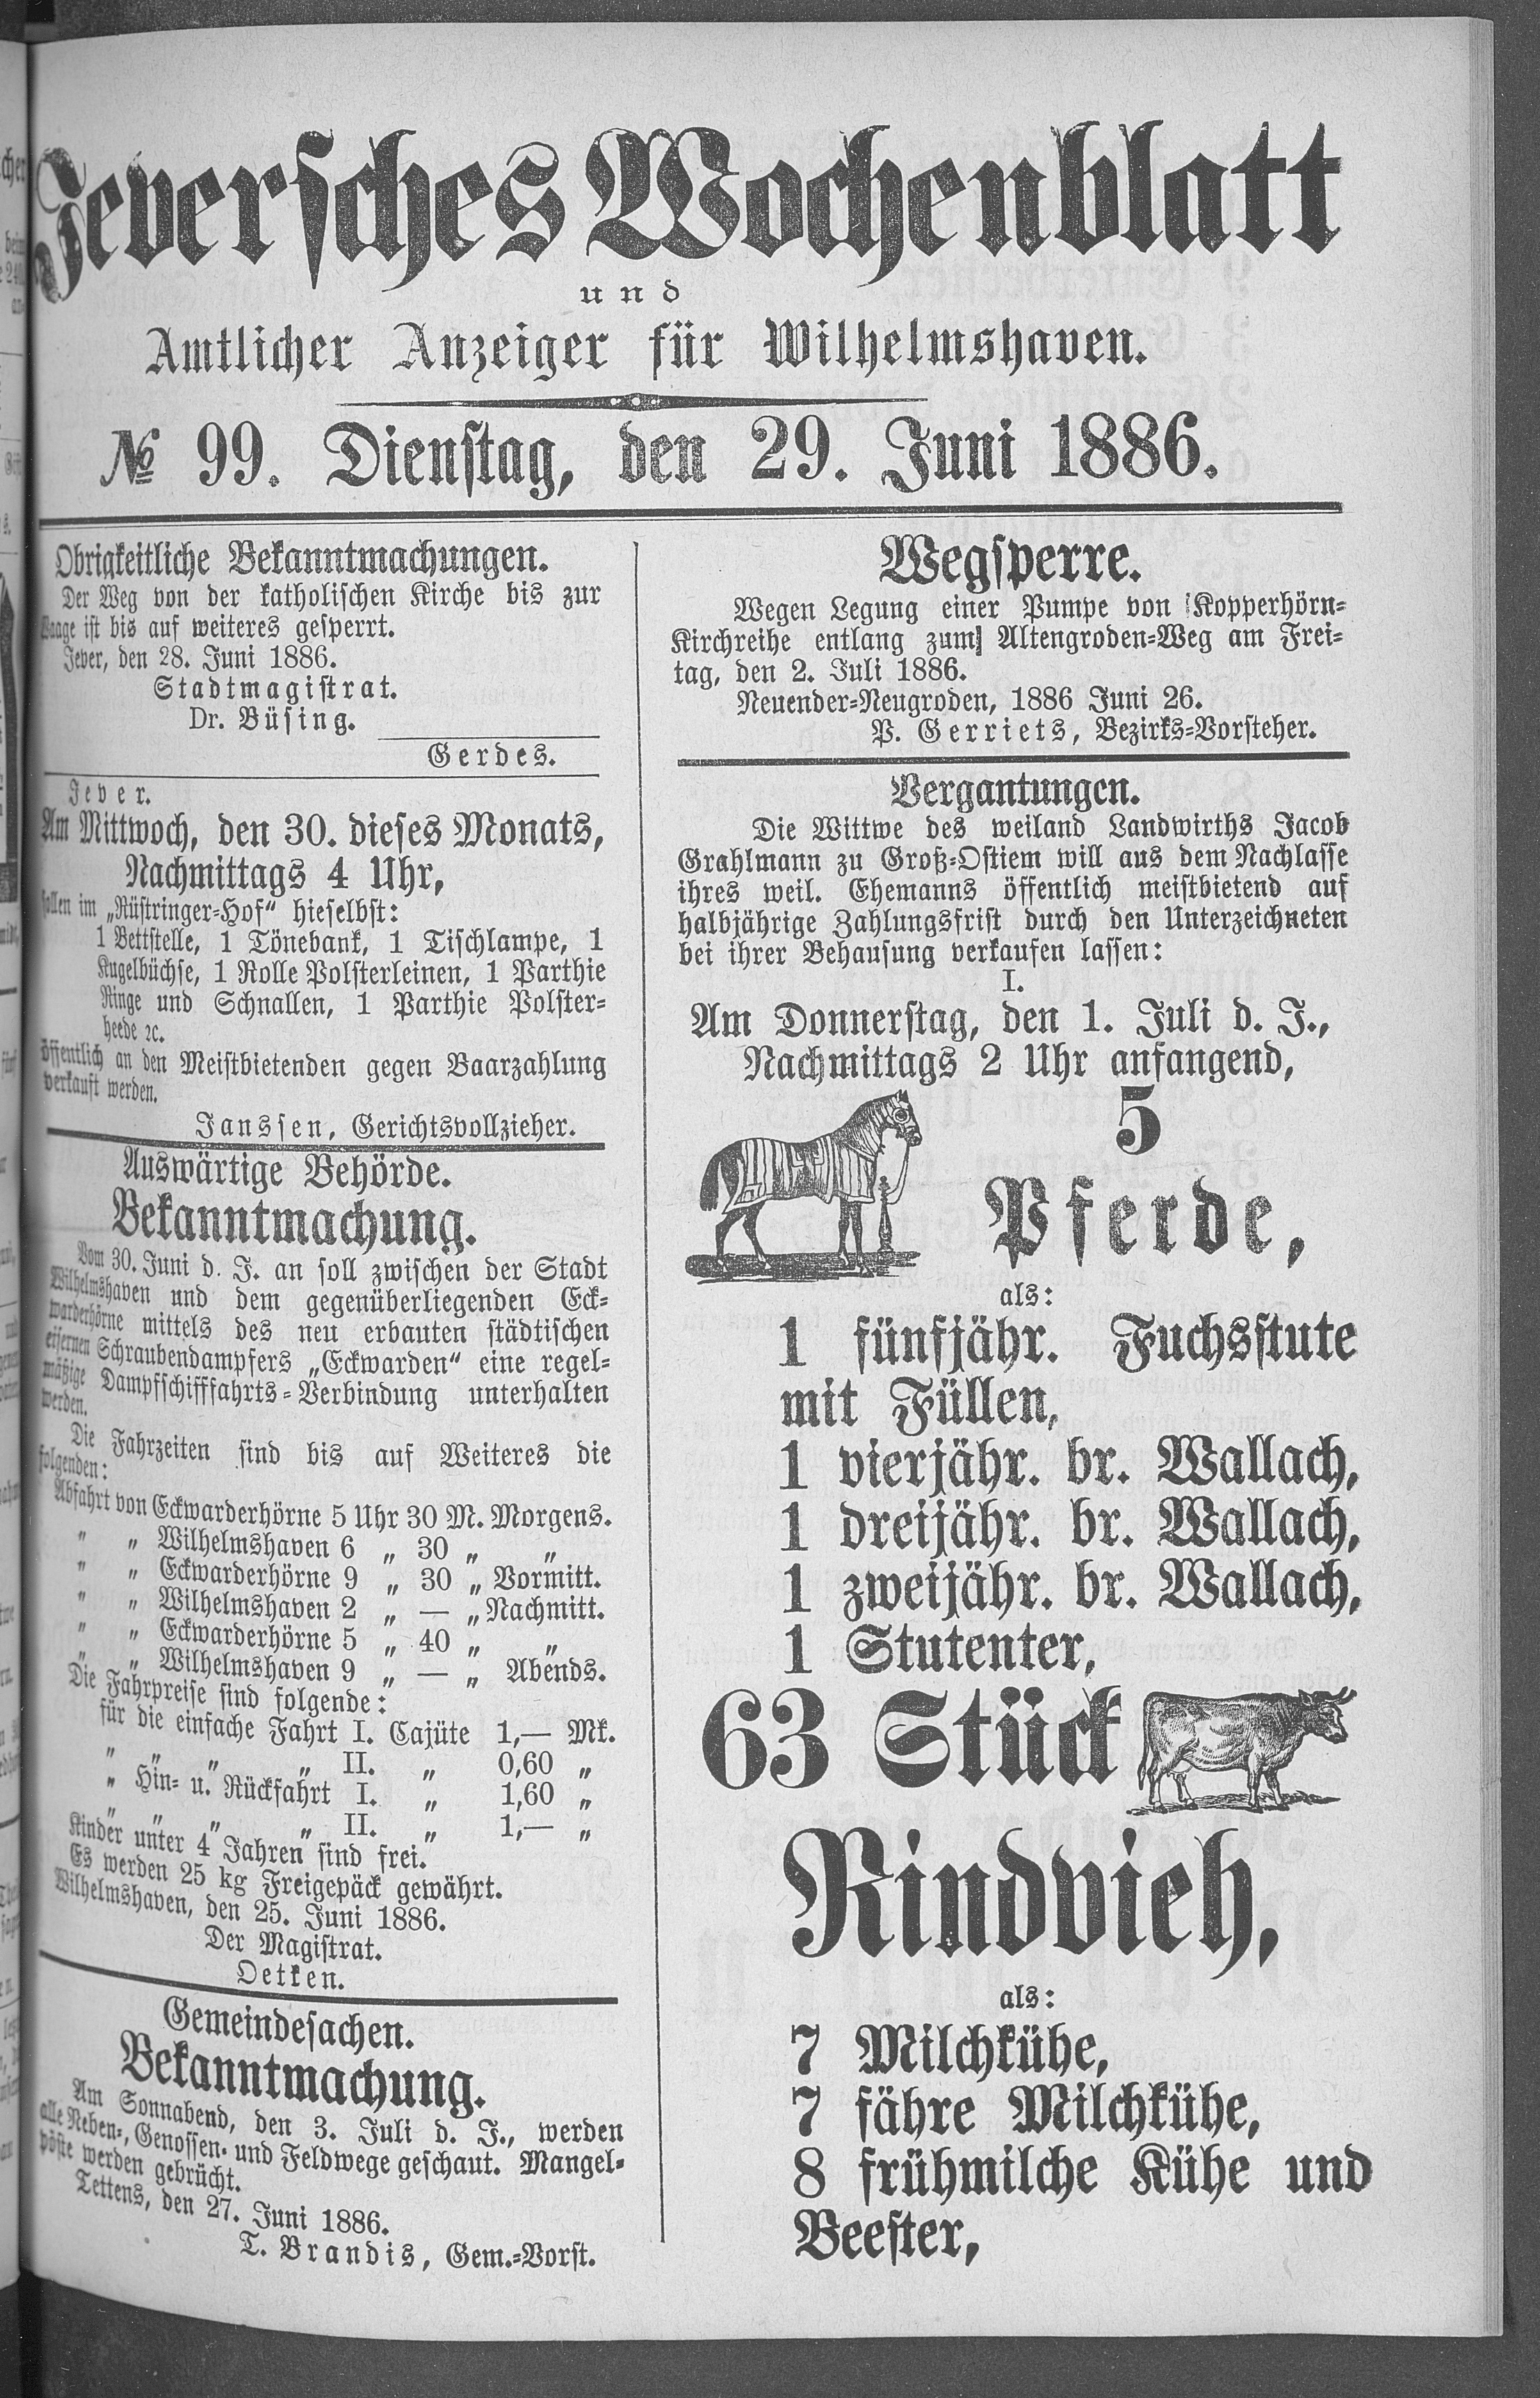 Jeversches Wochenblatt
und
Amtlicher Anzeiger für Wilhelmshaven.
№ 99. Dienstag, den 29. Juni 1886.
Obrigkeitliche Bekanntmachungen.
Der Weg von der katholischen Kirche bis zur
Waage ist bis auf weiteres gesperrt.
Jever, den 28. Juni 1886.
Stadtmagistrat.
Dr. Büsing.
Gerdes.
Jever.
Am Mittwoch, den 30. dieses Monats,
Nachmittags 4 Uhr,
sollen im „Rüstringer-Hof“ hieselbst:
1 Bettstelle, 1 Tönebank, 1 Tischlampe, 1
Kugelbüchse, 1 Rolle Polsterleinen, 1 Parthie
Ringe und Schnallen, 1 Parthie Polster-
heede ꝛc.
öffentlich an den Meistbietenden gegen Baarzahlung
verkauft werden.
Janssen, Gerichtsvollzieher.
Auswärtige Behörde.
Bekanntmachung.
Vom 30. Juni d. J. an soll zwischen der Stadt
Wilhelmshaven und dem gegenüberliegenden Eck-
warderhörne mittels des neu erbauten städtischen
eisernen Schraubendampfers „Eckwarden“ eine regel-
mäßige Dampfschifffahrts-Verbindung unterhalten
werden.
Die Fahrzeiten sind bis auf Weiteres die
folgenden:
Abfahrt von Eckwarderhörne 5 Uhr 30 M. Morgens.
„ „ Wilhelmshaven 6 „ 30 „ „
„ „ Eckwarderhörne 9 „ 30 „ Vormitt.
„ „ Wilhelmshaven 2 „ — „ Nachmitt.
„ „ Eckwarderhörne 5 „ 40 „ „
„ „ Wilhelmshaven 9 „ — „ Abends.
Die Fahrpreise sind folgende:
für die einfache Fahrt I. Cajüte 1,— Mk.
„ „ „ „ II. „ 0,60 „
„ Hin- u. Rückfahrt I. „ 1,60 „
„ „ „ „ II. „ 1,— „
Kinder unter 4 Jahren sind frei.
Es werden 25 kg Freigepäck gewährt.
Wilhelmshaven, den 25. Juni 1886.
Der Magistrat.
Oetken.
Gemeindesachen.
Bekanntmachung.
Am Sonnabend, den 3. Juli d. J., werden
alle Neben-, Genossen- und Feldwege geschaut. Mangel-
pöste werden gebrücht.
Tettens, den 27. Juni 1886.
T. Brandis, Gem.-Vorst.
Wegsperre.
Wegen Legung einer Pumpe von Kopperhörn-
Kirchreihe entlang zum Altengroden-Weg am Frei-
tag, den 2. Juli 1886.
Neuender-Neugroden, 1886 Juni 26.
P. Gerriets, Bezirks-Vorsteher.
Vergantungen.
Die Wittwe des weiland Landwirths Jacob
Grahlmann zu Groß-Ostiem will aus dem Nachlasse
ihres weil. Ehemanns öffentlich meistbietend auf
halbjährige Zahlungsfrist durch den Unterzeichneten
bei ihrer Behausung verkaufen lassen:
I.
Am Donnerstag, den 1. Juli d. J.,
Nachmittags 2 Uhr anfangend,
5
Pferde,
als:
1 fünfjähr. Fuchsstute
mit Füllen,
1 vierjähr. br. Wallach,
1 dreijähr. br. Wallach,
1 zweijähr. br. Wallach,
1 Stutenter,
63 Stück
Rindvieh,
als:
7 Milchkühe,
7 fähre Milchkühe,
8 frühmilche Kühe und
Beester,